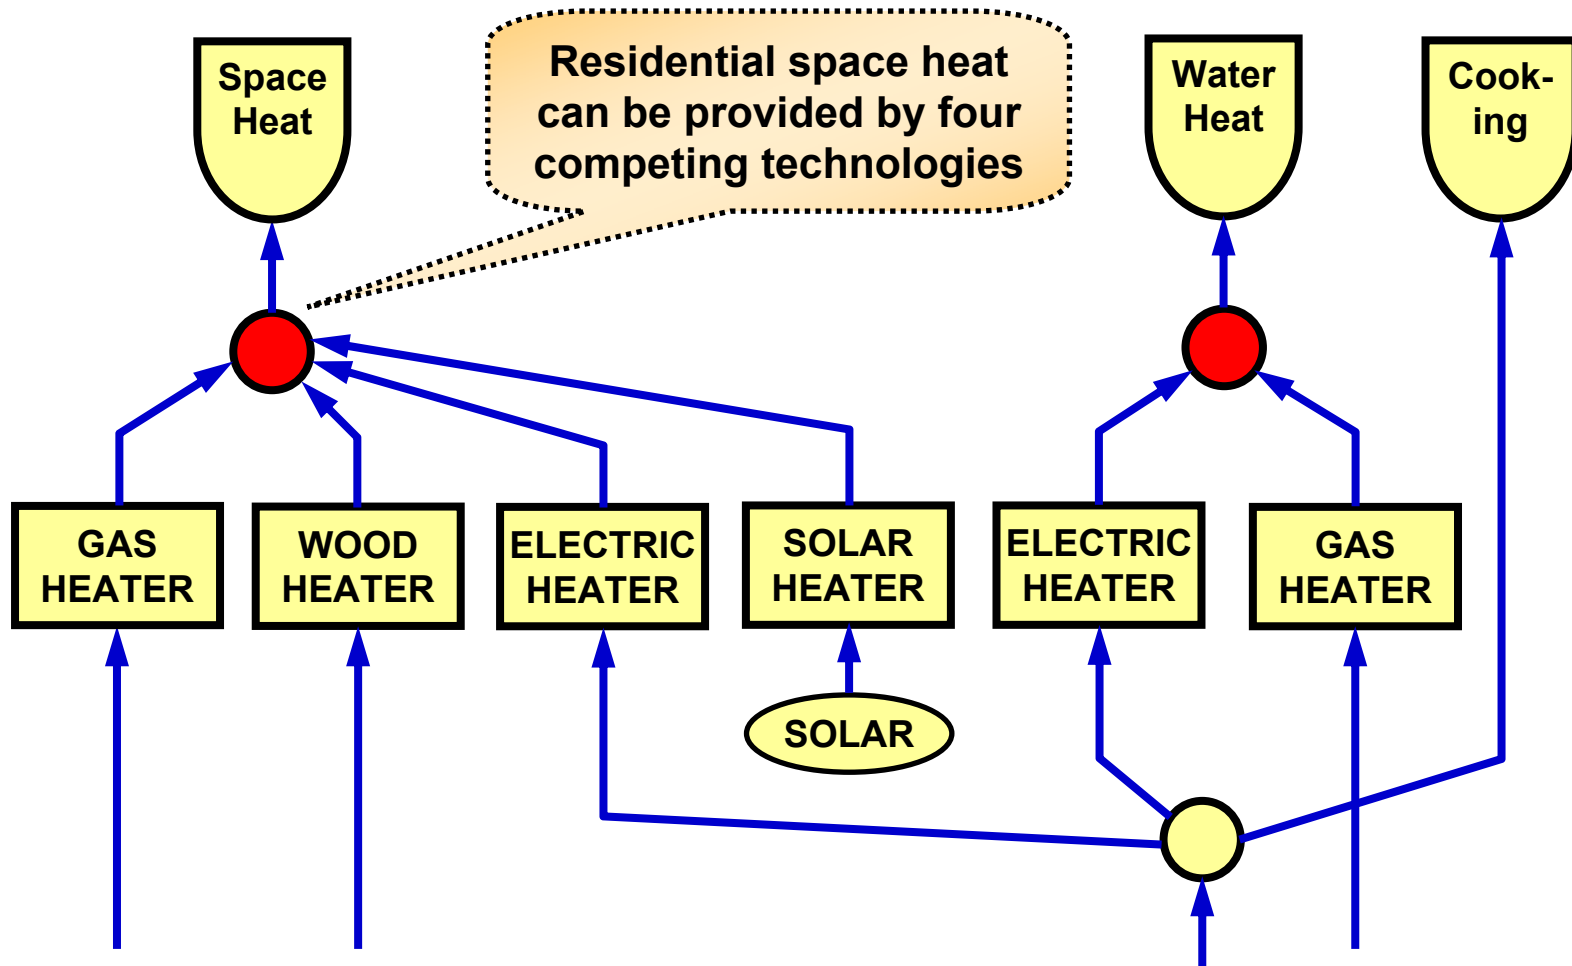 Space
Heat
Residential space heat
can be provided by four
competing technologies
Water
Heat
Cook-
ing
GAS
HEATER
WOOD
HEATER
ELECTRIC
HEATER
SOLAR
HEATER
ELECTRIC
HEATER
GAS
HEATER
SOLAR